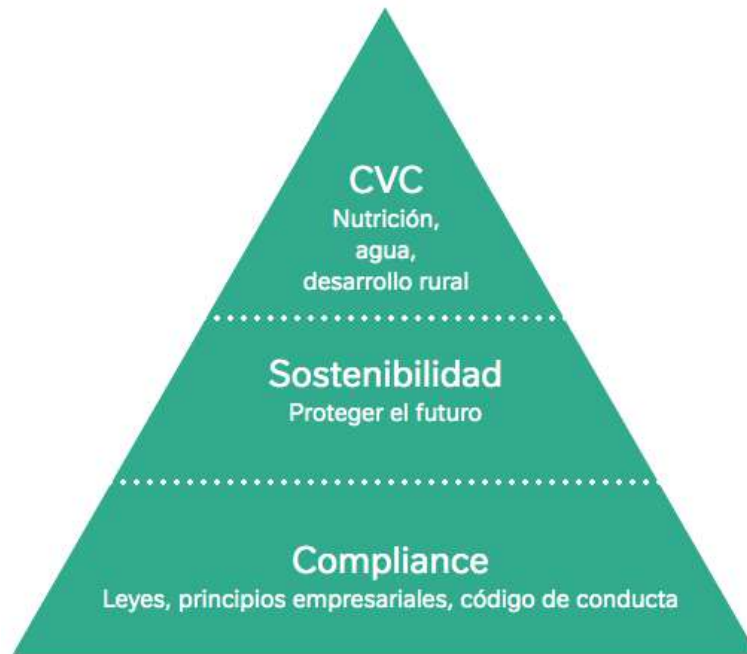 CVC
Nutrición,
agua,
desarrollo rural
Sostenibilidad
Proteger el futuro
Compliance
Leyes, principios empresariales, código de conducta